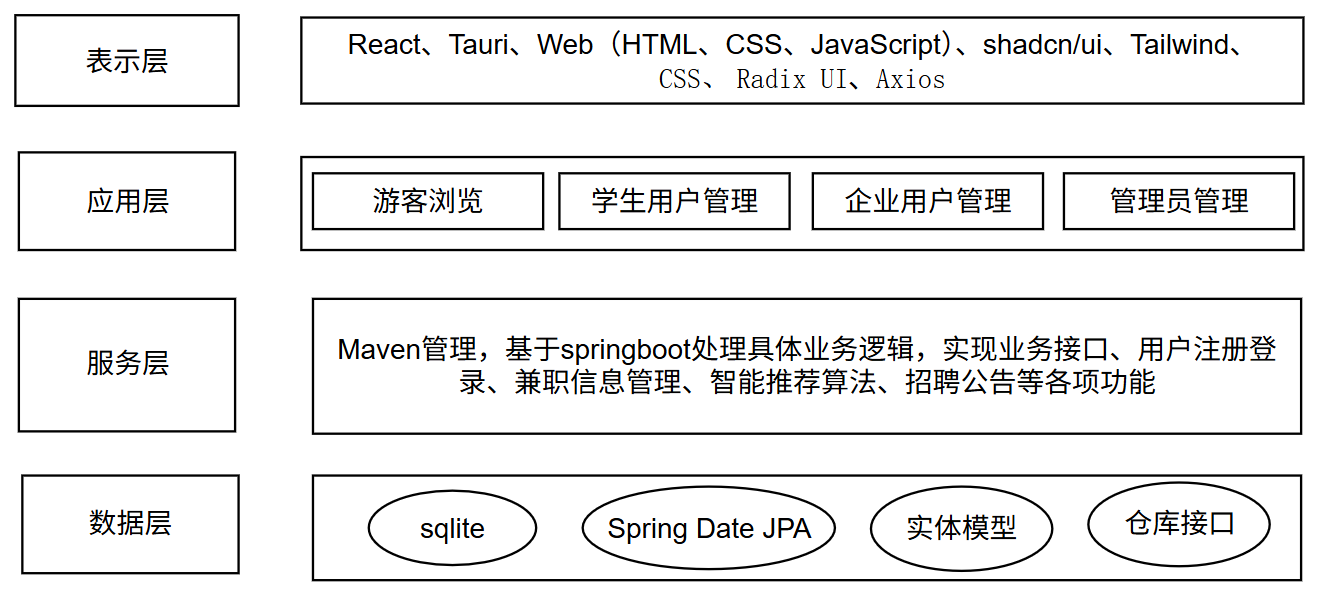 表示层
React、Tauri、Web（HTML、CSS、JavaScript）、shadcn/ui、Tailwind、
CSS、 Radix UI、Axios
应用层
游客浏览
学生用户管理
企业用户管理
管理员管理
服务层
Maven管理，基于springboot处理具体业务逻辑，实现业务接口、用户注册登
录、兼职信息管理、智能推荐算法、招聘公告等各项功能
数据层
sqlite
Spring Date JPA
实体模型
仓库接口